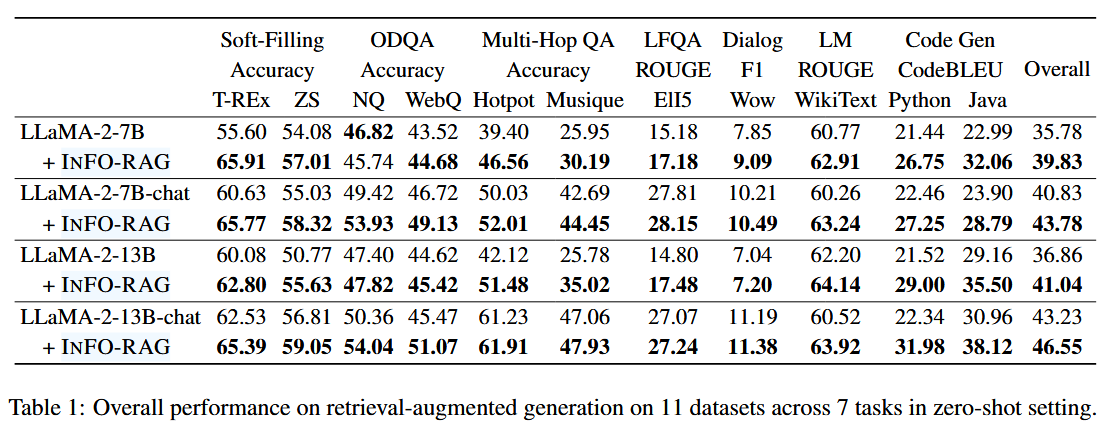 Soft-Filling ODQA Multi-Hop QA LFQA Dialog LM Code Gen
Accuracy Accuracy Accuracy ROUGE F1 ROUGE CodeBLEU Overall
T-REx ZS NQ WebQ Hotpot Musique ElI5 Wow WikiText Python Java
LLaMA-2-7B 55.60 54.08 46.82 43.52 39.40 25.95 15.18 7.85 60.77 21.44 22.99 35.78
+ INFO-RAG 65.91 57.01 45.74 44.68 46.56 30.19 17.18 9.09 62.91 26.75 32.06 39.83
LLaMA-2-7B-chat 60.63 55.03 49.42 46.72 50.03 42.69 27.81 10.21 60.26 22.46 23.90 40.83
+ INFO-RAG 65.77 58.32 53.93 49.13 52.01 44.45 28.15 10.49 63.24 27.25 28.79 43.78
LLaMA-2-13B 60.08 50.77 47.40 44.62 42.12 25.78 14.80 7.04 62.20 21.52 29.16 36.86
+ INFO-RAG 62.80 55.63 47.82 45.42 51.48 35.02 17.48 7.20 64.14 29.00 35.50 41.04
LLaMA-2-13B-chat 62.53 56.81 50.36 45.47 61.23 47.06 27.07 11.19 60.52 22.34 30.96 43.23
+ INFO-RAG 65.39 59.05 54.04 51.07 61.91 47.93 27.24 11.38 63.92 31.98 38.12 46.55
Table 1: Overall performance on retrieval-augmented generation on 11 datasets across 7 tasks in zero-shot setting.